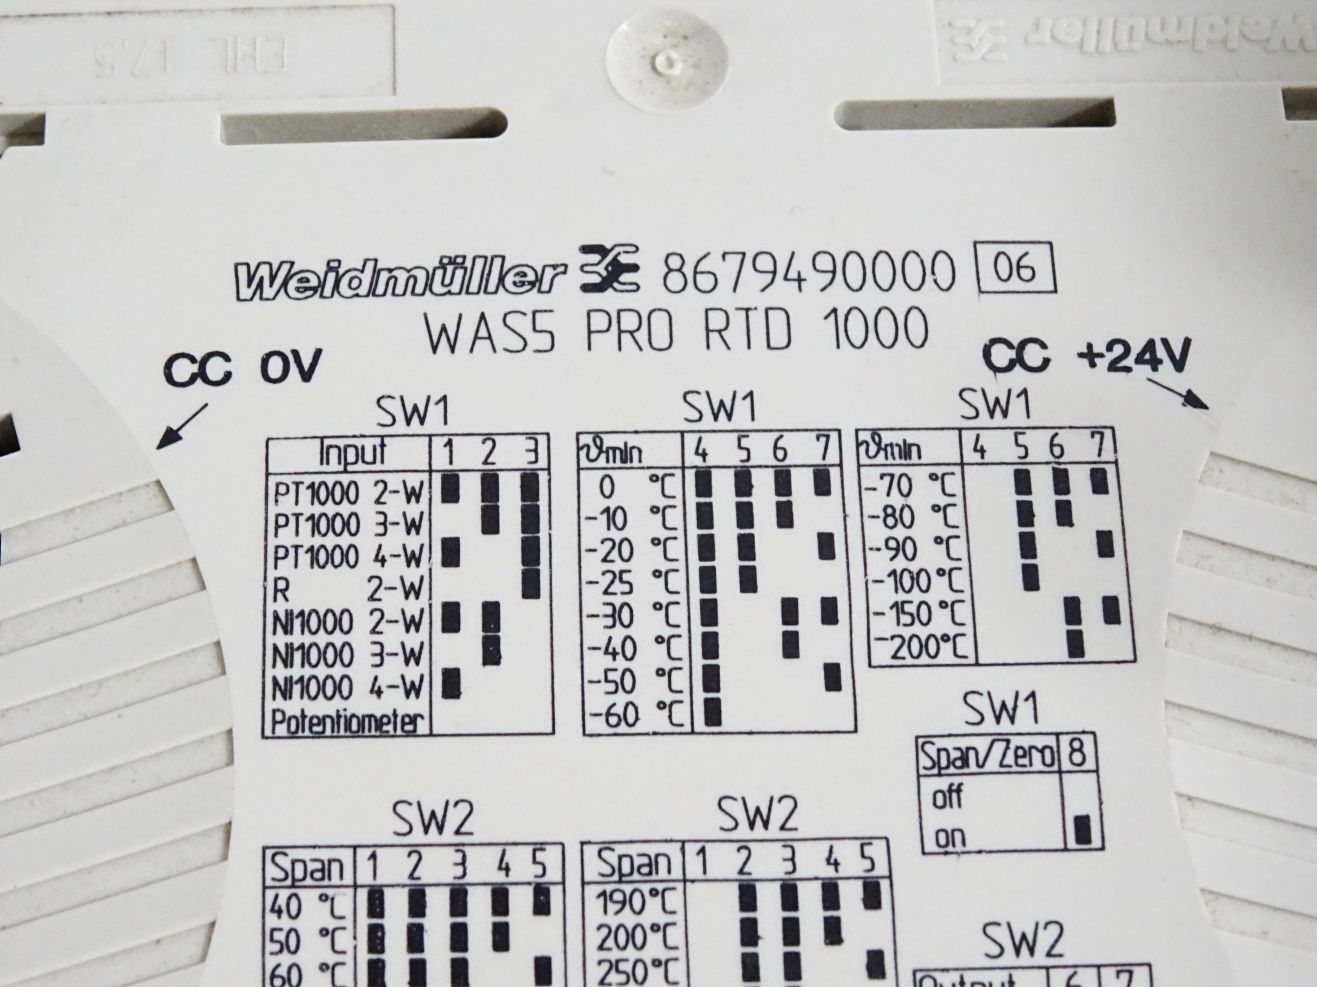 EHL 17,5
Weidmüller
Weidmüller 8679490000 06
WAS5 PRO RTD 1000
CC 0V
CC +24V
SW1
Input 1 2 3
PT1000 2-W
PT1000 3-W
PT1000 4-W
R 2-W
NI1000 2-W
NI1000 3-W
NI1000 4-W
Potentiometer
SW1
ϑmin 4 5 6 7
0 °C
-10 °C
-20 °C
-25 °C
-30 °C
-40 °C
-50 °C
-60 °C
SW1
ϑmin 4 5 6 7
-70 °C
-80 °C
-90 °C
-100°C
-150°C
-200°C
SW1
Span/Zero 8
off
on
SW2
Span 1 2 3 4 5
40 °C
50 °C
60 °C
SW2
Span 1 2 3 4 5
190°C
200°C
250°C
SW2
Output 6 7